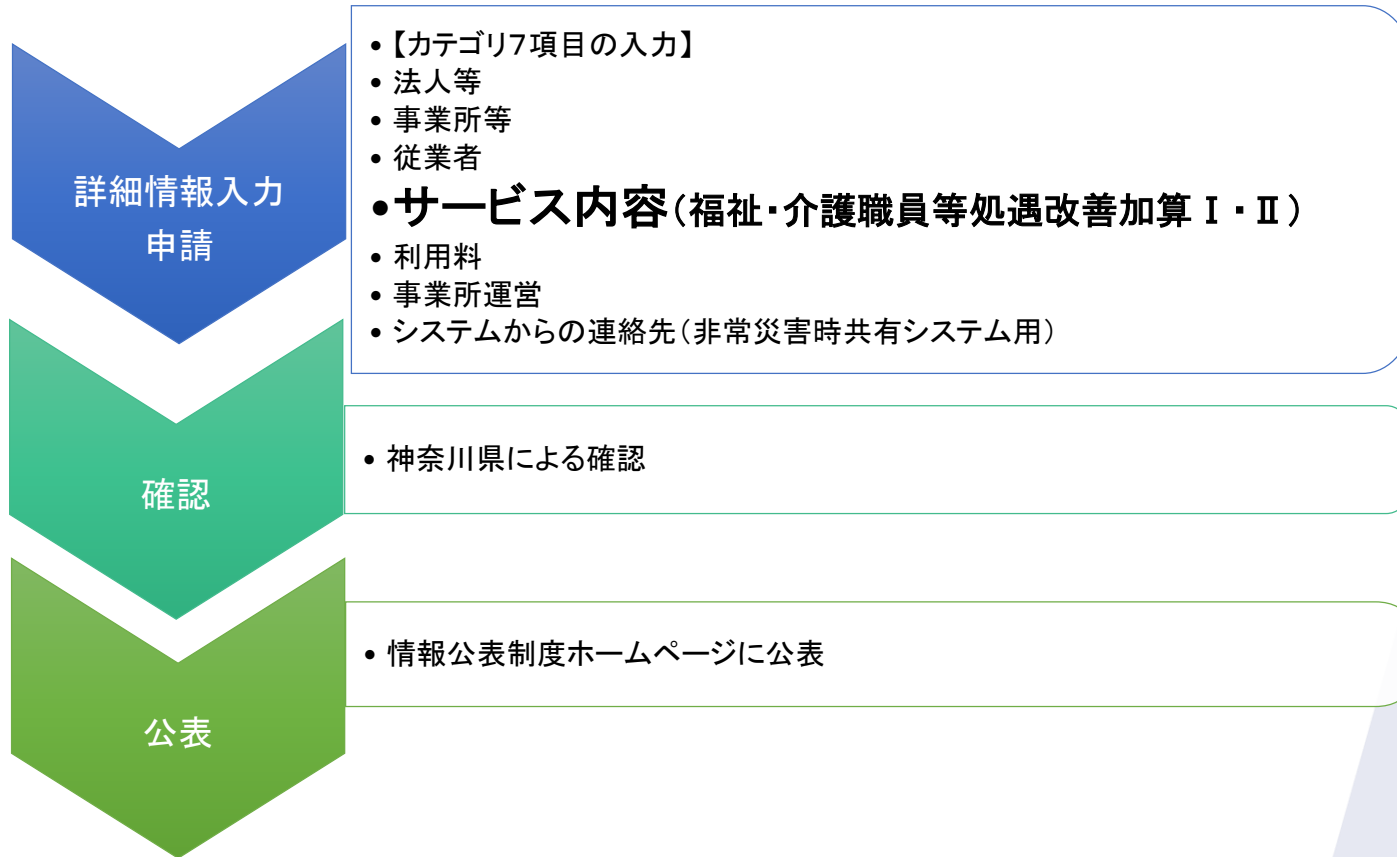 詳細情報入力
申請
• 【カテゴリ7項目の入力】
• 法人等
• 事業所等
• 従業者
•サービス内容(福祉・介護職員等処遇改善加算Ⅰ・Ⅱ)
• 利用料
• 事業所運営
• システムからの連絡先(非常災害時共有システム用)
確認
• 神奈川県による確認
公表
• 情報公表制度ホームページに公表